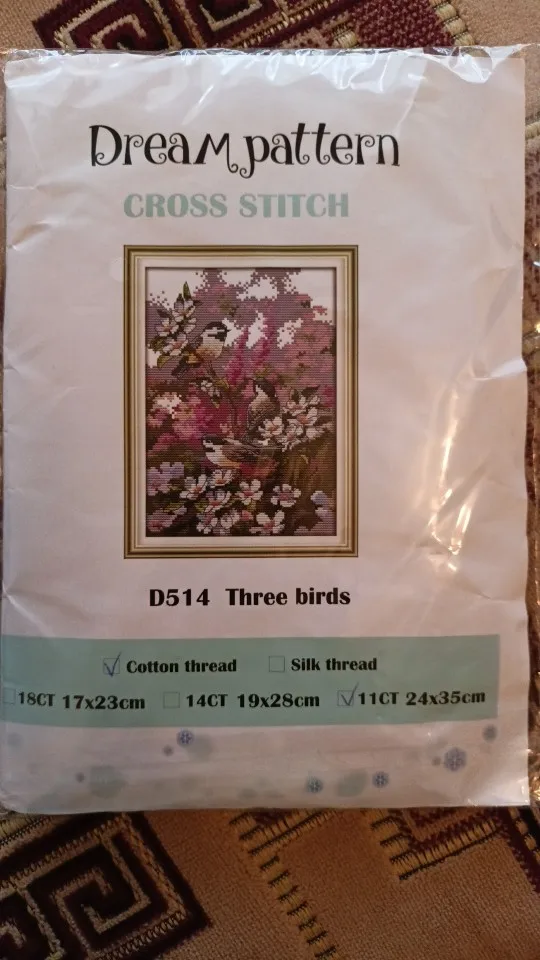 Dream pattern
CROSS STITCH
D514 Three birds
Cotton thread Silk thread
18CT 17x23cm 14CT 19x28cm 11CT 24x35cm